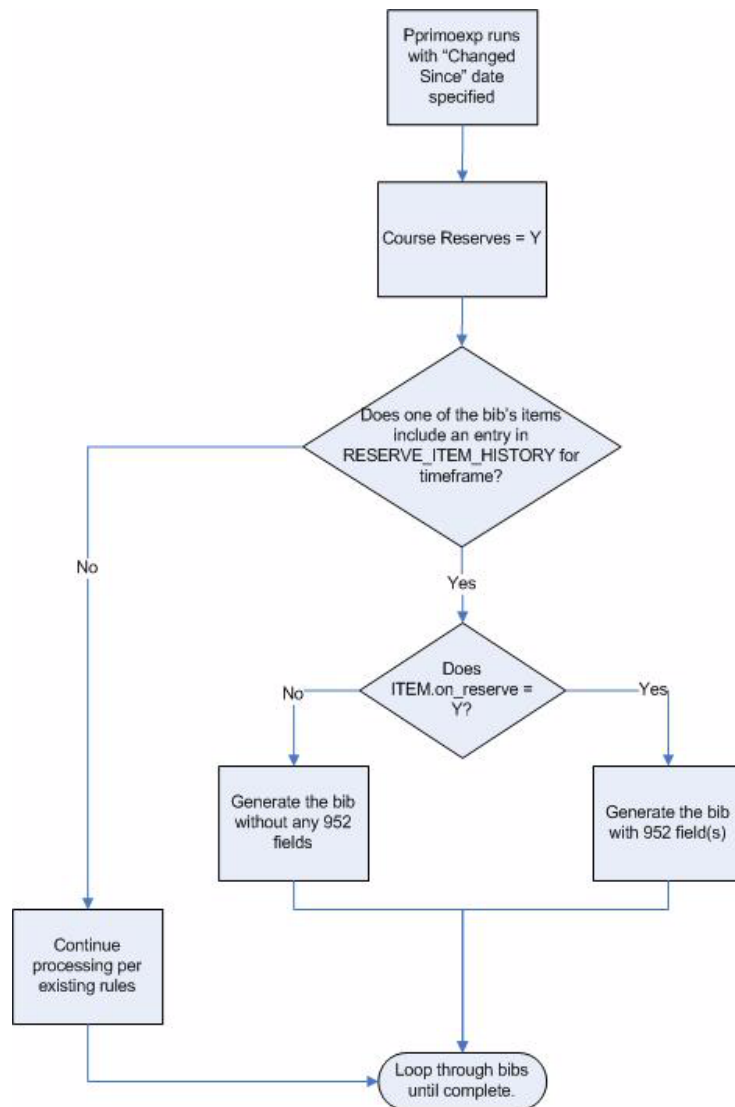 Pprimoexp runs
with “Changed
Since” date
specified
Course Reserves = Y
Does one of the bib’s items
include an entry in
RESERVE_ITEM_HISTORY for
timeframe?
No
Yes
Does
ITEM.on_reserve =
Y?
No
Yes
Generate the bib
without any 952
fields
Generate the bib
with 952 field(s)
Continue
processing per
existing rules
Loop through bibs
until complete.